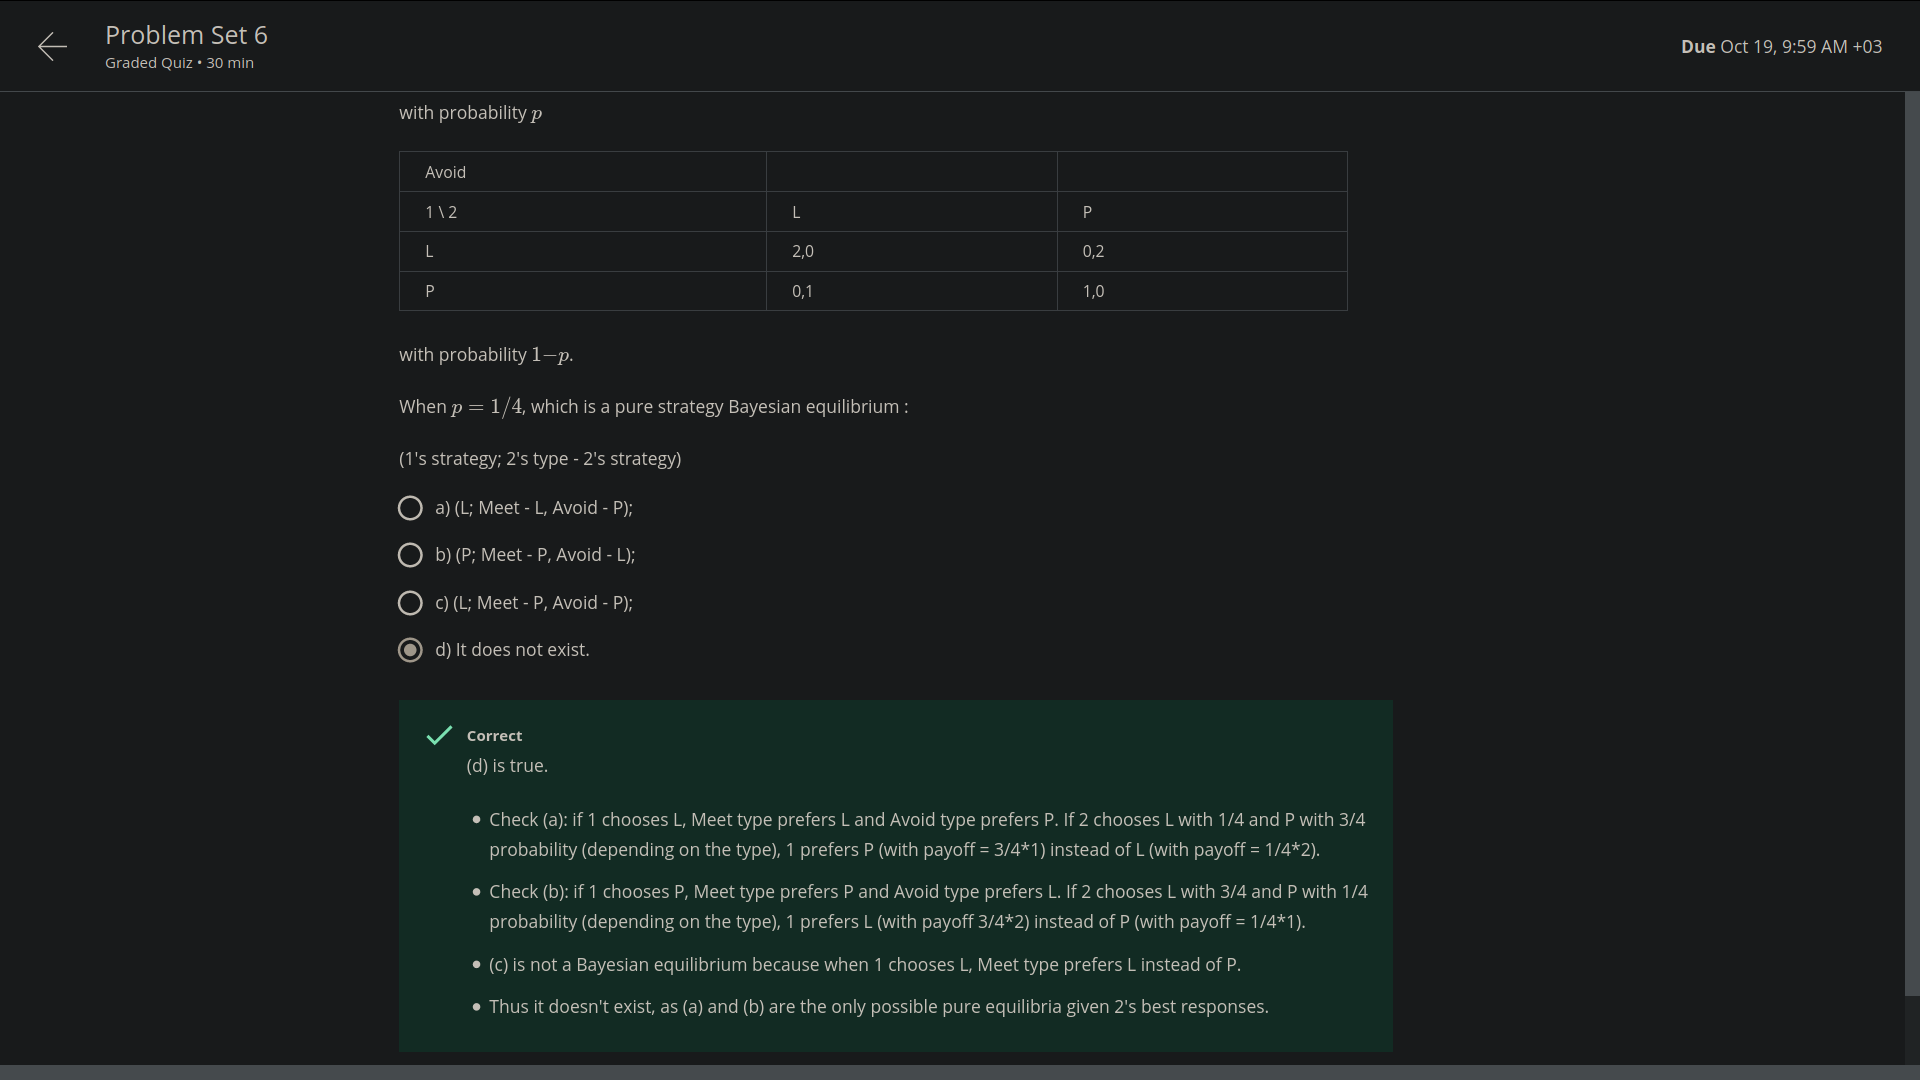 Problem Set 6
Graded Quiz • 30 min
Due Oct 19, 9:59 AM +03
with probability p
Avoid
1 \ 2 L P
L 2,0 0,2
P 0,1 1,0
with probability 1−p.
When p = 1/4, which is a pure strategy Bayesian equilibrium :
(1's strategy; 2's type - 2's strategy)
a) (L; Meet - L, Avoid - P);
b) (P; Meet - P, Avoid - L);
c) (L; Meet - P, Avoid - P);
d) It does not exist.
Correct
(d) is true.
• Check (a): if 1 chooses L, Meet type prefers L and Avoid type prefers P. If 2 chooses L with 1/4 and P with 3/4
probability (depending on the type), 1 prefers P (with payoff = 3/4*1) instead of L (with payoff = 1/4*2).
• Check (b): if 1 chooses P, Meet type prefers P and Avoid type prefers L. If 2 chooses L with 3/4 and P with 1/4
probability (depending on the type), 1 prefers L (with payoff 3/4*2) instead of P (with payoff = 1/4*1).
• (c) is not a Bayesian equilibrium because when 1 chooses L, Meet type prefers L instead of P.
• Thus it doesn't exist, as (a) and (b) are the only possible pure equilibria given 2's best responses.